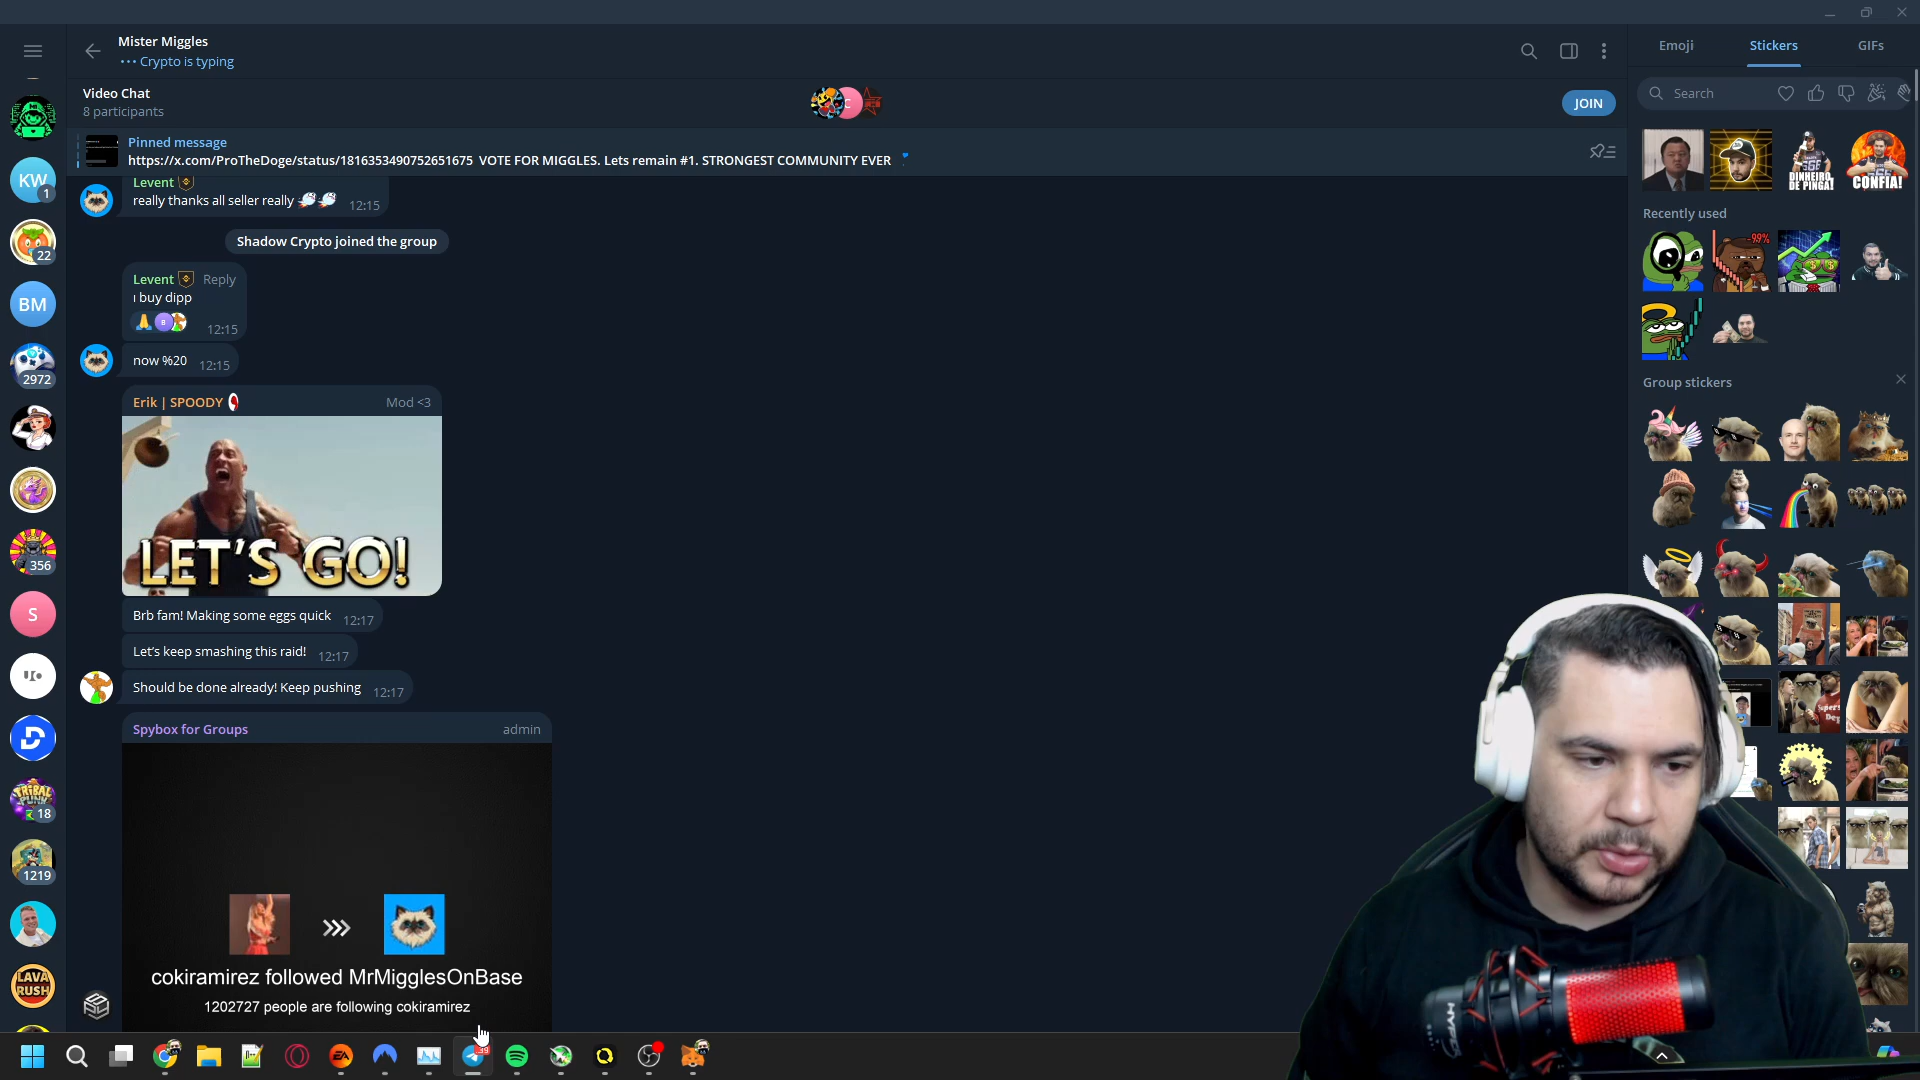 Mister Miggles
Crypto is typing
Video Chat
8 participants
JOIN
Pinned message
https://x.com/ProTheDoge/status/1816353490752651675 VOTE FOR MIGGLES. Lets remain #1. STRONGEST COMMUNITY EVER
Levent
really thanks all seller really 12:15
Shadow Crypto joined the group
Levent Reply
ı buy dipp
12:15
now %20 12:15
Erik | SPOODY Mod <3
LET'S GO!
Brb fam! Making some eggs quick 12:17
Let's keep smashing this raid! 12:17
Should be done already! Keep pushing 12:17
Spybox for Groups admin
cokiramirez followed MrMigglesOnBase
1202727 people are following cokiramirez
KW
1
22
BM
2972
356
S
TRIBAL
PUNK
18
1219
LAVA
RUSH
Emoji Stickers GIFs
Search
DINHEIRO
DE PINGA!
CONFIA!
Recently used
-99%
Group stickers
EA
HYPER